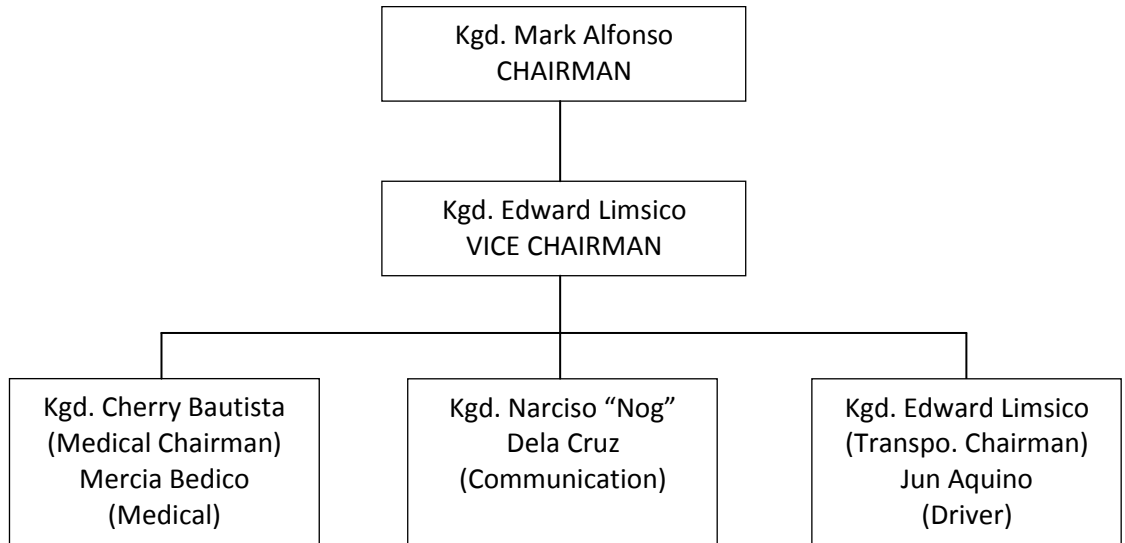 Kgd. Mark Alfonso
CHAIRMAN
Kgd. Edward Limsico
VICE CHAIRMAN
Kgd. Cherry Bautista
(Medical Chairman)
Mercia Bedico
(Medical)
Kgd. Narciso “Nog”
Dela Cruz
(Communication)
Kgd. Edward Limsico
(Transpo. Chairman)
Jun Aquino
(Driver)